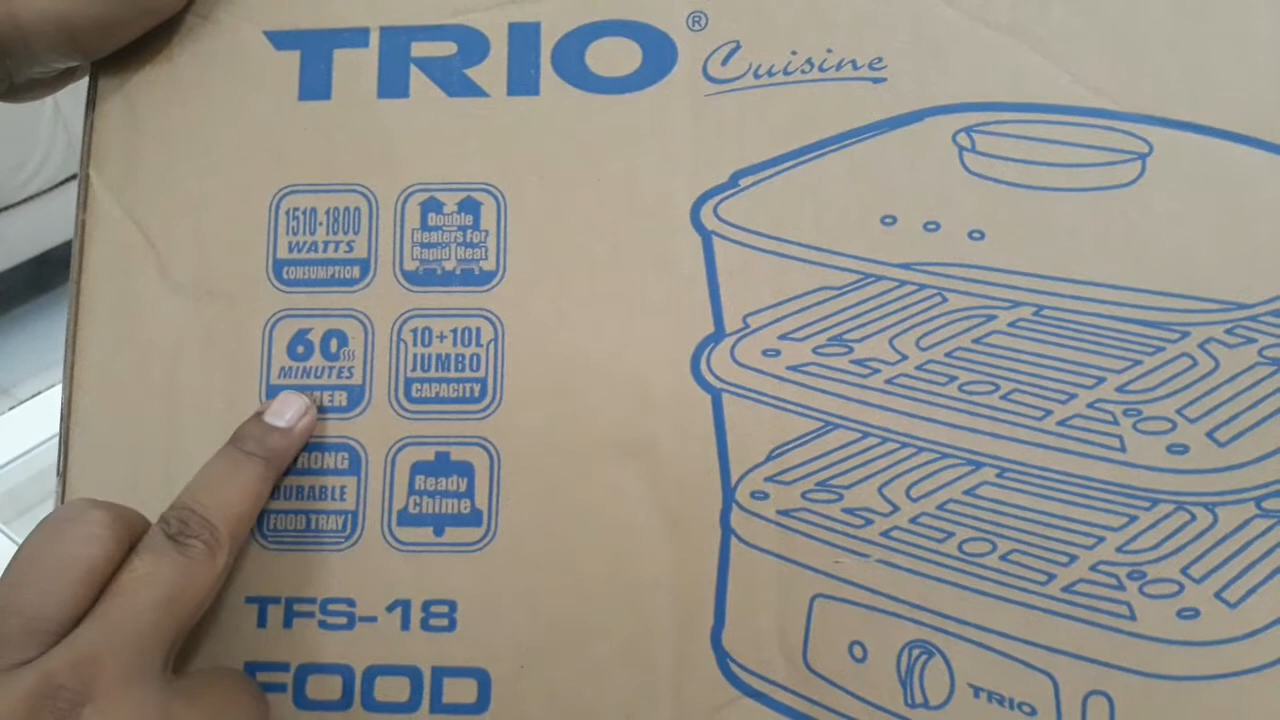 TRIO® Cuisine
1510-1800
WATTS
CONSUMPTION
Double
Heaters For
Rapid Heat
60
MINUTES
10+10L
JUMBO
CAPACITY
DURABLE
FOOD TRAY
Ready
Chime
TFS-18
FOOD
TRIO